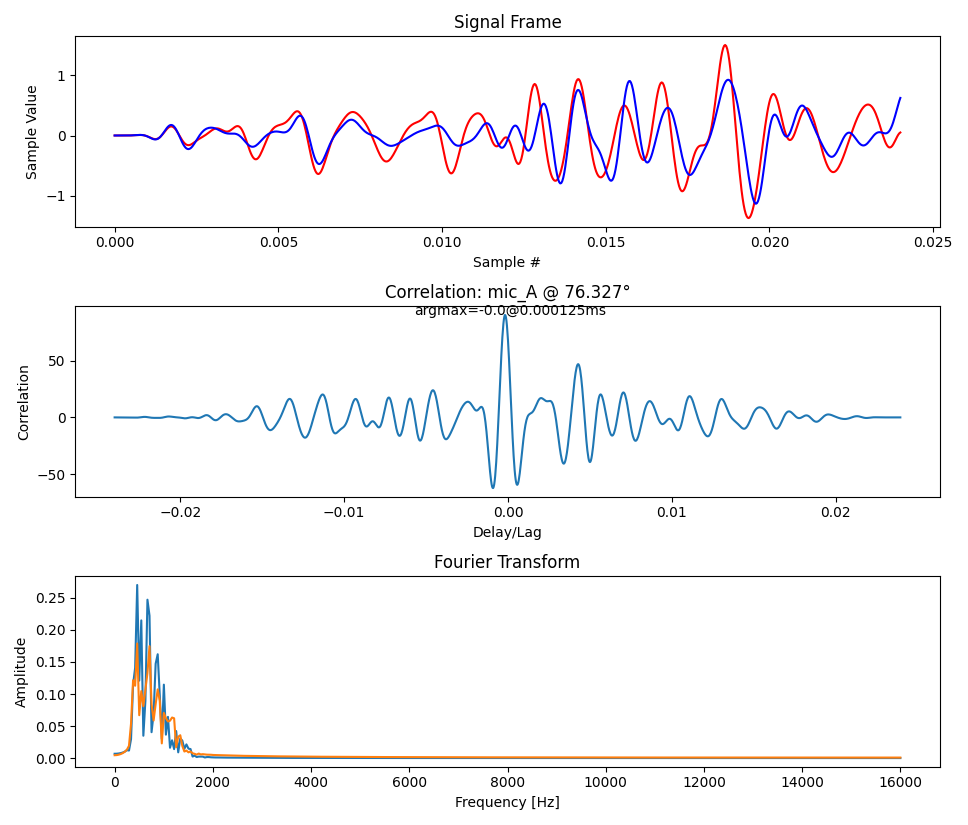 Signal Frame
Sample Value
1
0
−1
0.000 0.005 0.010 0.015 0.020 0.025
Sample #
Correlation: mic_A @ 76.327°
argmax=-0.0@0.000125ms
Correlation
50
0
−50
−0.02 −0.01 0.00 0.01 0.02
Delay/Lag
Fourier Transform
Amplitude
0.25
0.20
0.15
0.10
0.05
0.00
0 2000 4000 6000 8000 10000 12000 14000 16000
Frequency [Hz]